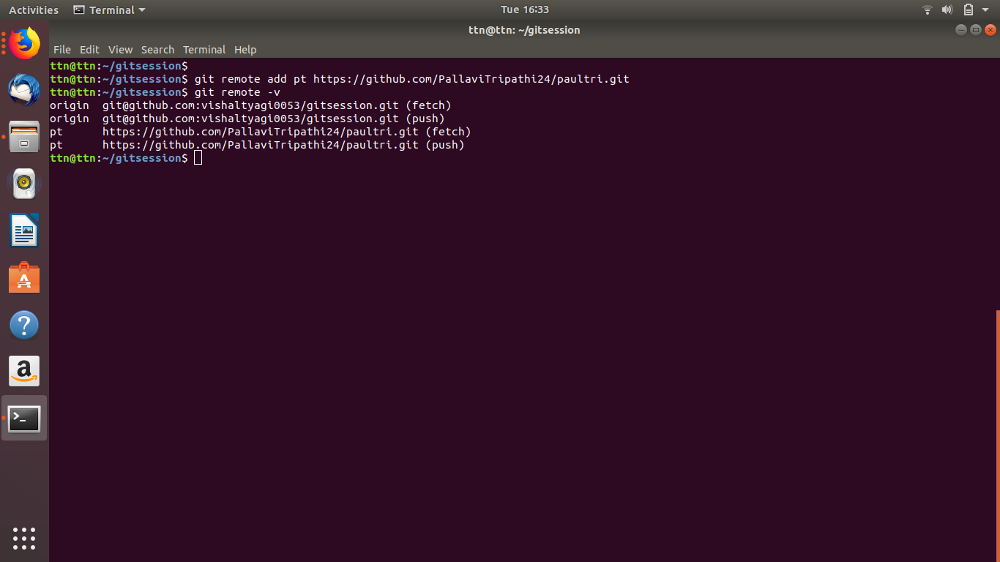 Activities Terminal Tue 16:33
ttn@ttn: ~/gitsession
File Edit View Search Terminal Help
ttn@ttn:~/gitsession$
ttn@ttn:~/gitsession$ git remote add pt https://github.com/PallaviTripathi24/paultri.git
ttn@ttn:~/gitsession$ git remote -v
origin git@github.com:vishaltyagi0053/gitsession.git (fetch)
origin git@github.com:vishaltyagi0053/gitsession.git (push)
pt https://github.com/PallaviTripathi24/paultri.git (fetch)
pt https://github.com/PallaviTripathi24/paultri.git (push)
ttn@ttn:~/gitsession$